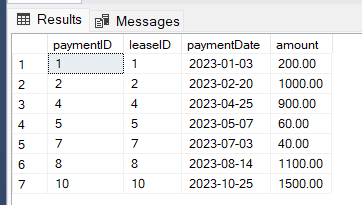 Results Messages
paymentID leaseID paymentDate amount
1 1 1 2023-01-03 200.00
2 2 2 2023-02-20 1000.00
3 4 4 2023-04-25 900.00
4 5 5 2023-05-07 60.00
5 7 7 2023-07-03 40.00
6 8 8 2023-08-14 1100.00
7 10 10 2023-10-25 1500.00